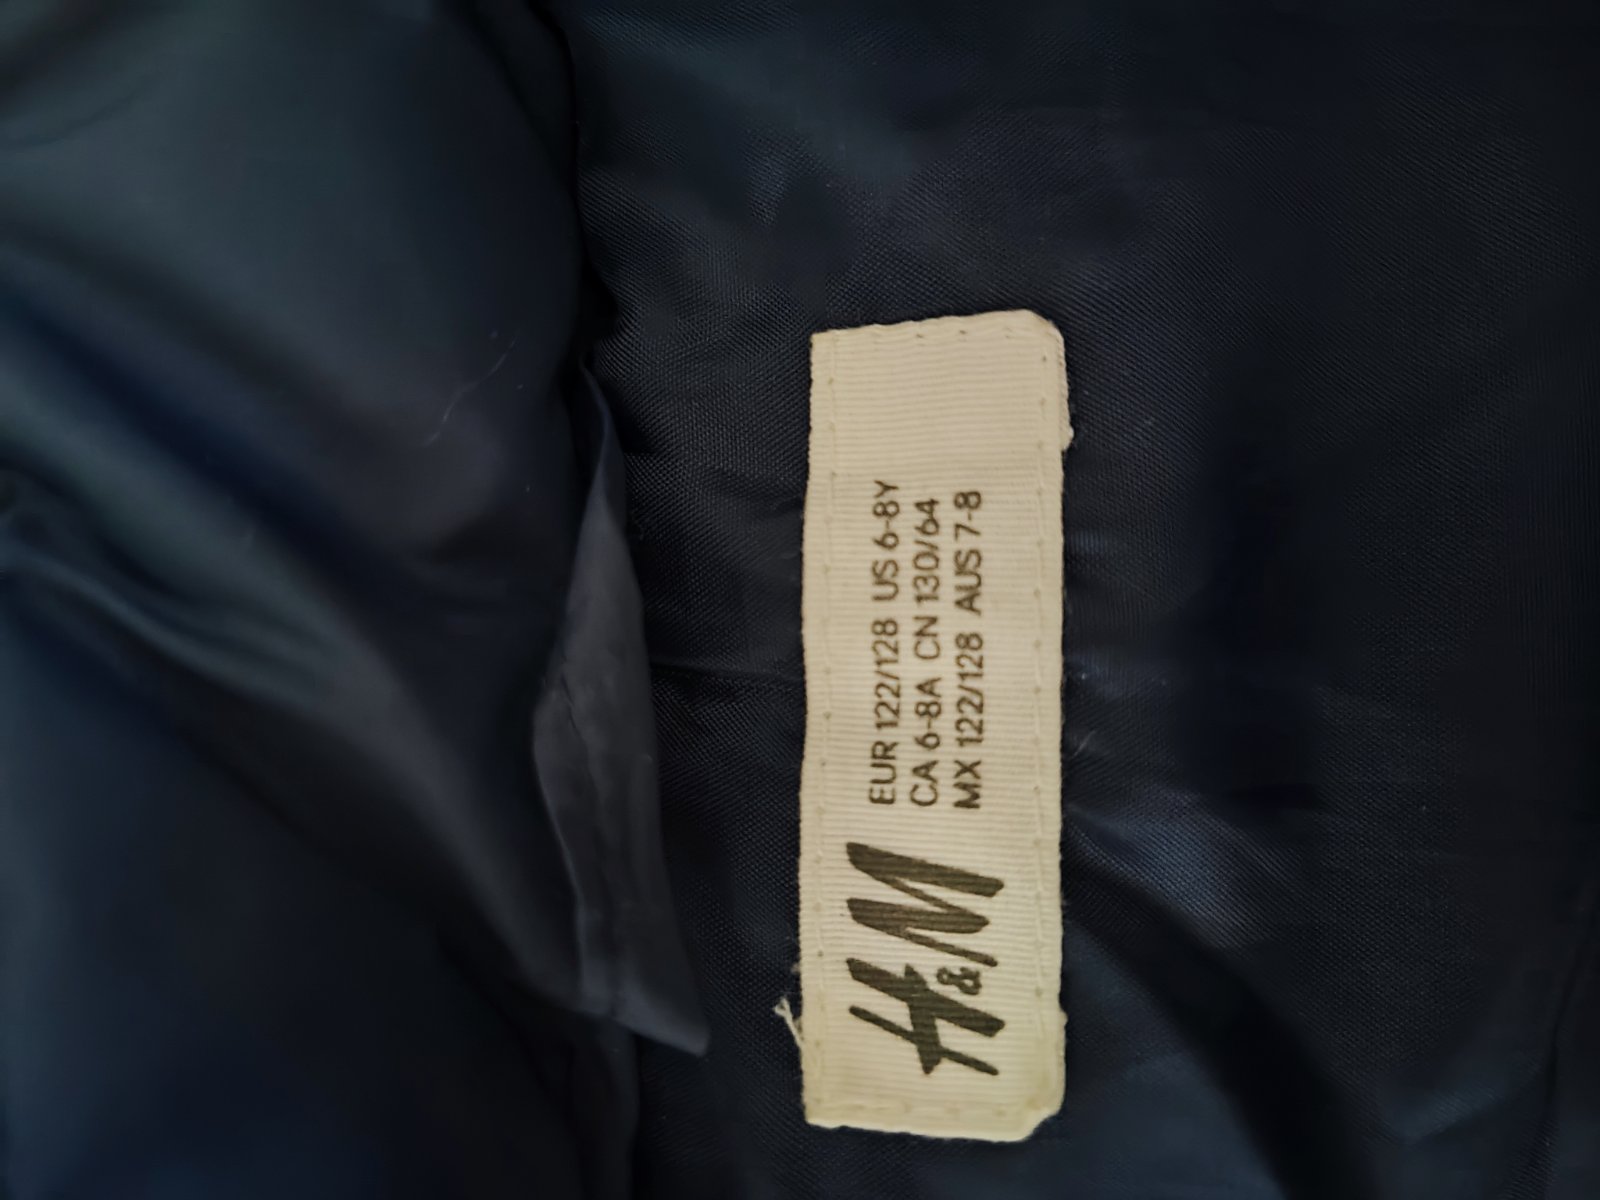 H&M
EUR 122/128 US 6-8Y
CA 6-8A CN 130/64
MX 122/128 AUS 7-8